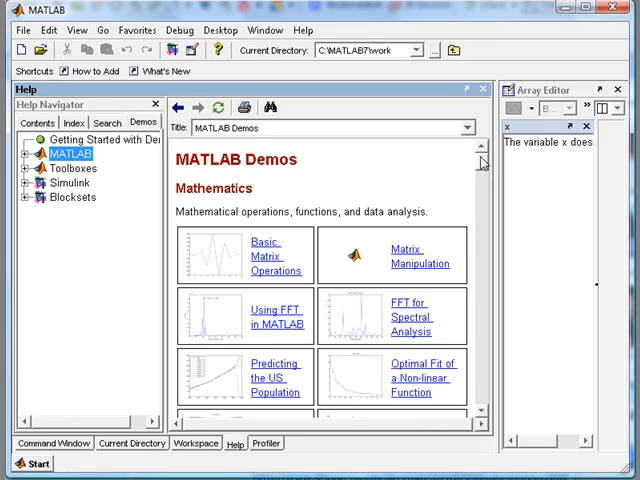 MATLAB
File Edit View Go Favorites Debug Desktop Window Help
Current Directory: C:\MATLAB7\work
Shortcuts How to Add What's New
Help
Array Editor
Help Navigator
B...
Contents Index Search Demos
Title: MATLAB Demos
x
Getting Started with Der
The variable x does
MATLAB
Toolboxes
Simulink
Blocksets
MATLAB Demos
Mathematics
Mathematical operations, functions, and data analysis.
Basic
Matrix
Operations
Matrix
Manipulation
Using FFT
in MATLAB
FFT for
Spectral
Analysis
Predicting
the US
Population
Optimal Fit of
a Non-linear
Function
Command Window Current Directory Workspace Help Profiler
Start